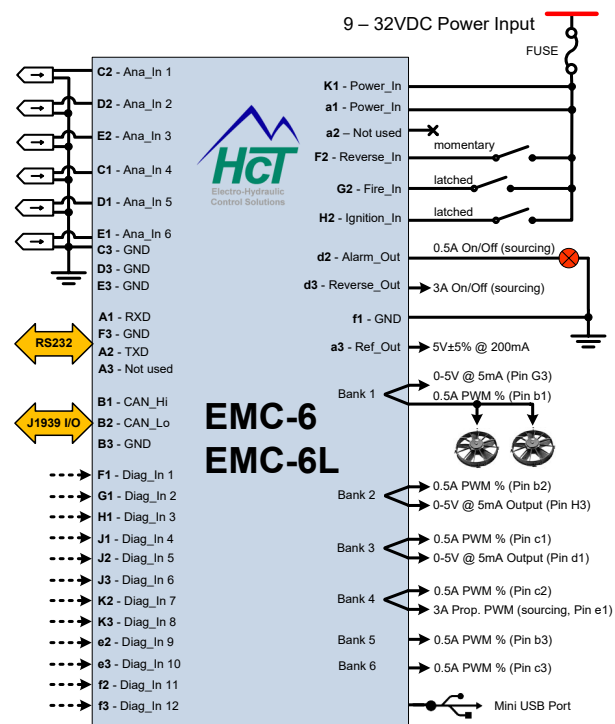 9 – 32VDC Power Input
FUSE
C2 - Ana_In 1
D2 - Ana_In 2
E2 - Ana_In 3
C1 - Ana_In 4
D1 - Ana_In 5
E1 - Ana_In 6
C3 - GND
D3 - GND
E3 - GND
A1 - RXD
F3 - GND
A2 - TXD
A3 - Not used
RS232
B1 - CAN_Hi
B2 - CAN_Lo
B3 - GND
J1939 I/O
F1 - Diag_In 1
G1 - Diag_In 2
H1 - Diag_In 3
J1 - Diag_In 4
J2 - Diag_In 5
J3 - Diag_In 6
K2 - Diag_In 7
K3 - Diag_In 8
e2 - Diag_In 9
e3 - Diag_In 10
f2 - Diag_In 11
f3 - Diag_In 12
HCT
Electro-Hydraulic
Control Solutions
EMC-6
EMC-6L
K1 - Power_In
a1 - Power_In
a2 – Not used
F2 - Reverse_In
momentary
G2 - Fire_In
latched
H2 - Ignition_In
latched
d2 - Alarm_Out
0.5A On/Off (sourcing)
d3 - Reverse_Out
3A On/Off (sourcing)
f1 - GND
a3 - Ref_Out
5V±5% @ 200mA
Bank 1
0-5V @ 5mA (Pin G3)
0.5A PWM % (Pin b1)
Bank 2
0.5A PWM % (Pin b2)
0-5V @ 5mA Output (Pin H3)
Bank 3
0.5A PWM % (Pin c1)
0-5V @ 5mA Output (Pin d1)
Bank 4
0.5A PWM % (Pin c2)
3A Prop. PWM (sourcing, Pin e1)
Bank 5
0.5A PWM % (Pin b3)
Bank 6
0.5A PWM % (Pin c3)
Mini USB Port